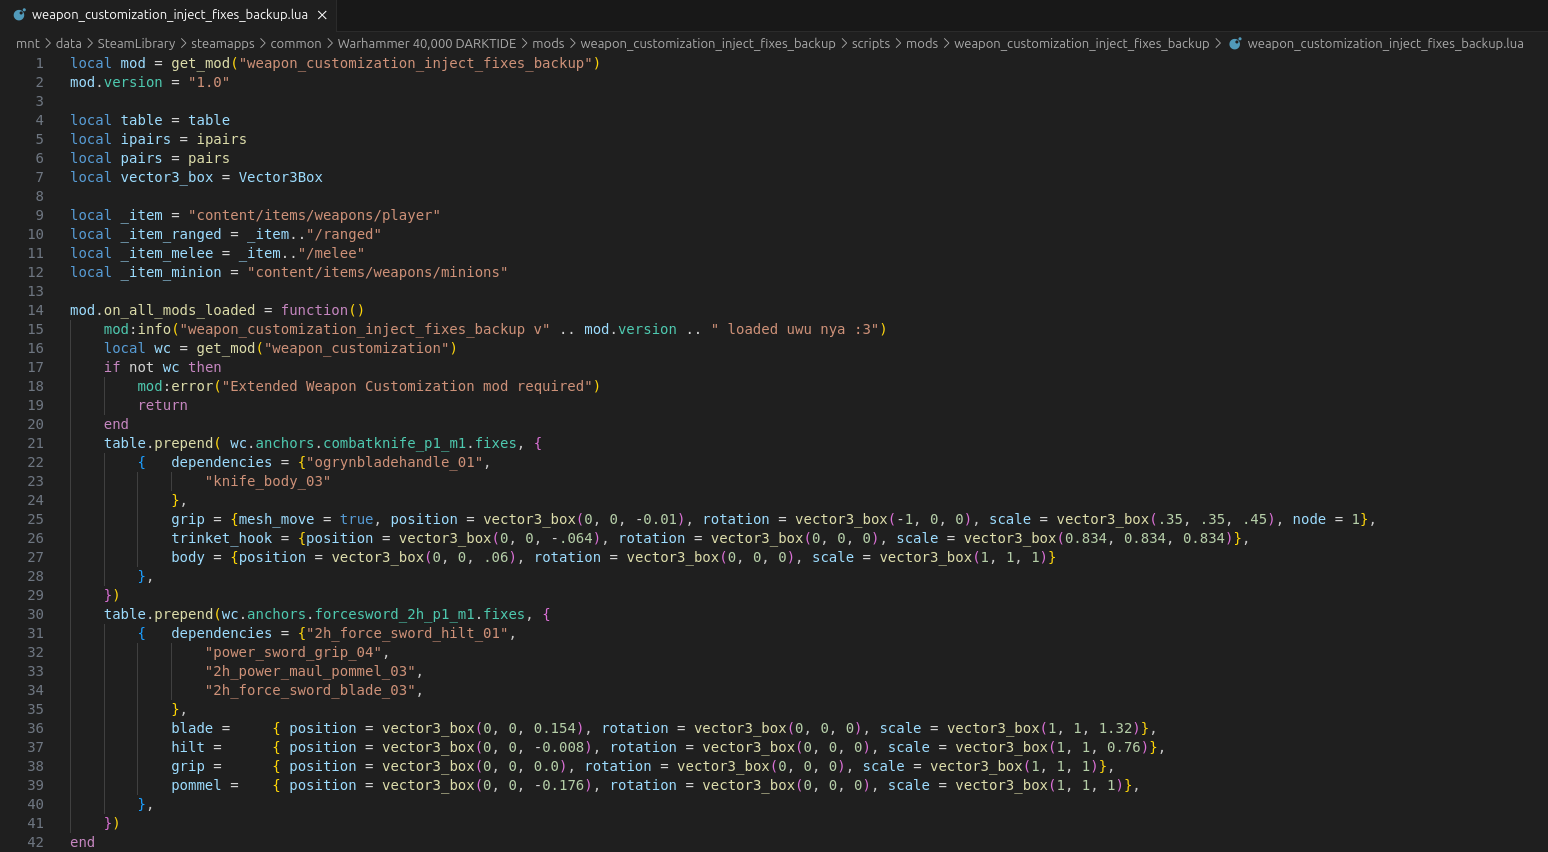 weapon_customization_inject_fixes_backup.lua
mnt > data > SteamLibrary > steamapps > common > Warhammer 40,000 DARKTIDE > mods > weapon_customization_inject_fixes_backup > scripts > mods > weapon_customization_inject_fixes_backup > weapon_customization_inject_fixes_backup.lua
1 local mod = get_mod("weapon_customization_inject_fixes_backup")
2 mod.version = "1.0"
3
4 local table = table
5 local ipairs = ipairs
6 local pairs = pairs
7 local vector3_box = Vector3Box
8
9 local _item = "content/items/weapons/player"
10 local _item_ranged = _item.."/ranged"
11 local _item_melee = _item.."/melee"
12 local _item_minion = "content/items/weapons/minions"
13
14 mod.on_all_mods_loaded = function()
15     mod:info("weapon_customization_inject_fixes_backup v" .. mod.version .. " loaded uwu nya :3")
16     local wc = get_mod("weapon_customization")
17     if not wc then
18         mod:error("Extended Weapon Customization mod required")
19         return
20     end
21     table.prepend( wc.anchors.combatknife_p1_m1.fixes, {
22         {   dependencies = {"ogrynbladehandle_01",
23                 "knife_body_03"
24             },
25             grip = {mesh_move = true, position = vector3_box(0, 0, -0.01), rotation = vector3_box(-1, 0, 0), scale = vector3_box(.35, .35, .45), node = 1},
26             trinket_hook = {position = vector3_box(0, 0, -.064), rotation = vector3_box(0, 0, 0), scale = vector3_box(0.834, 0.834, 0.834)},
27             body = {position = vector3_box(0, 0, .06), rotation = vector3_box(0, 0, 0), scale = vector3_box(1, 1, 1)}
28         },
29     })
30     table.prepend(wc.anchors.forcesword_2h_p1_m1.fixes, {
31         {   dependencies = {"2h_force_sword_hilt_01",
32                 "power_sword_grip_04",
33                 "2h_power_maul_pommel_03",
34                 "2h_force_sword_blade_03",
35             },
36             blade =     { position = vector3_box(0, 0, 0.154), rotation = vector3_box(0, 0, 0), scale = vector3_box(1, 1, 1.32)},
37             hilt =      { position = vector3_box(0, 0, -0.008), rotation = vector3_box(0, 0, 0), scale = vector3_box(1, 1, 0.76)},
38             grip =      { position = vector3_box(0, 0, 0.0), rotation = vector3_box(0, 0, 0), scale = vector3_box(1, 1, 1)},
39             pommel =    { position = vector3_box(0, 0, -0.176), rotation = vector3_box(0, 0, 0), scale = vector3_box(1, 1, 1)},
40         },
41     })
42 end